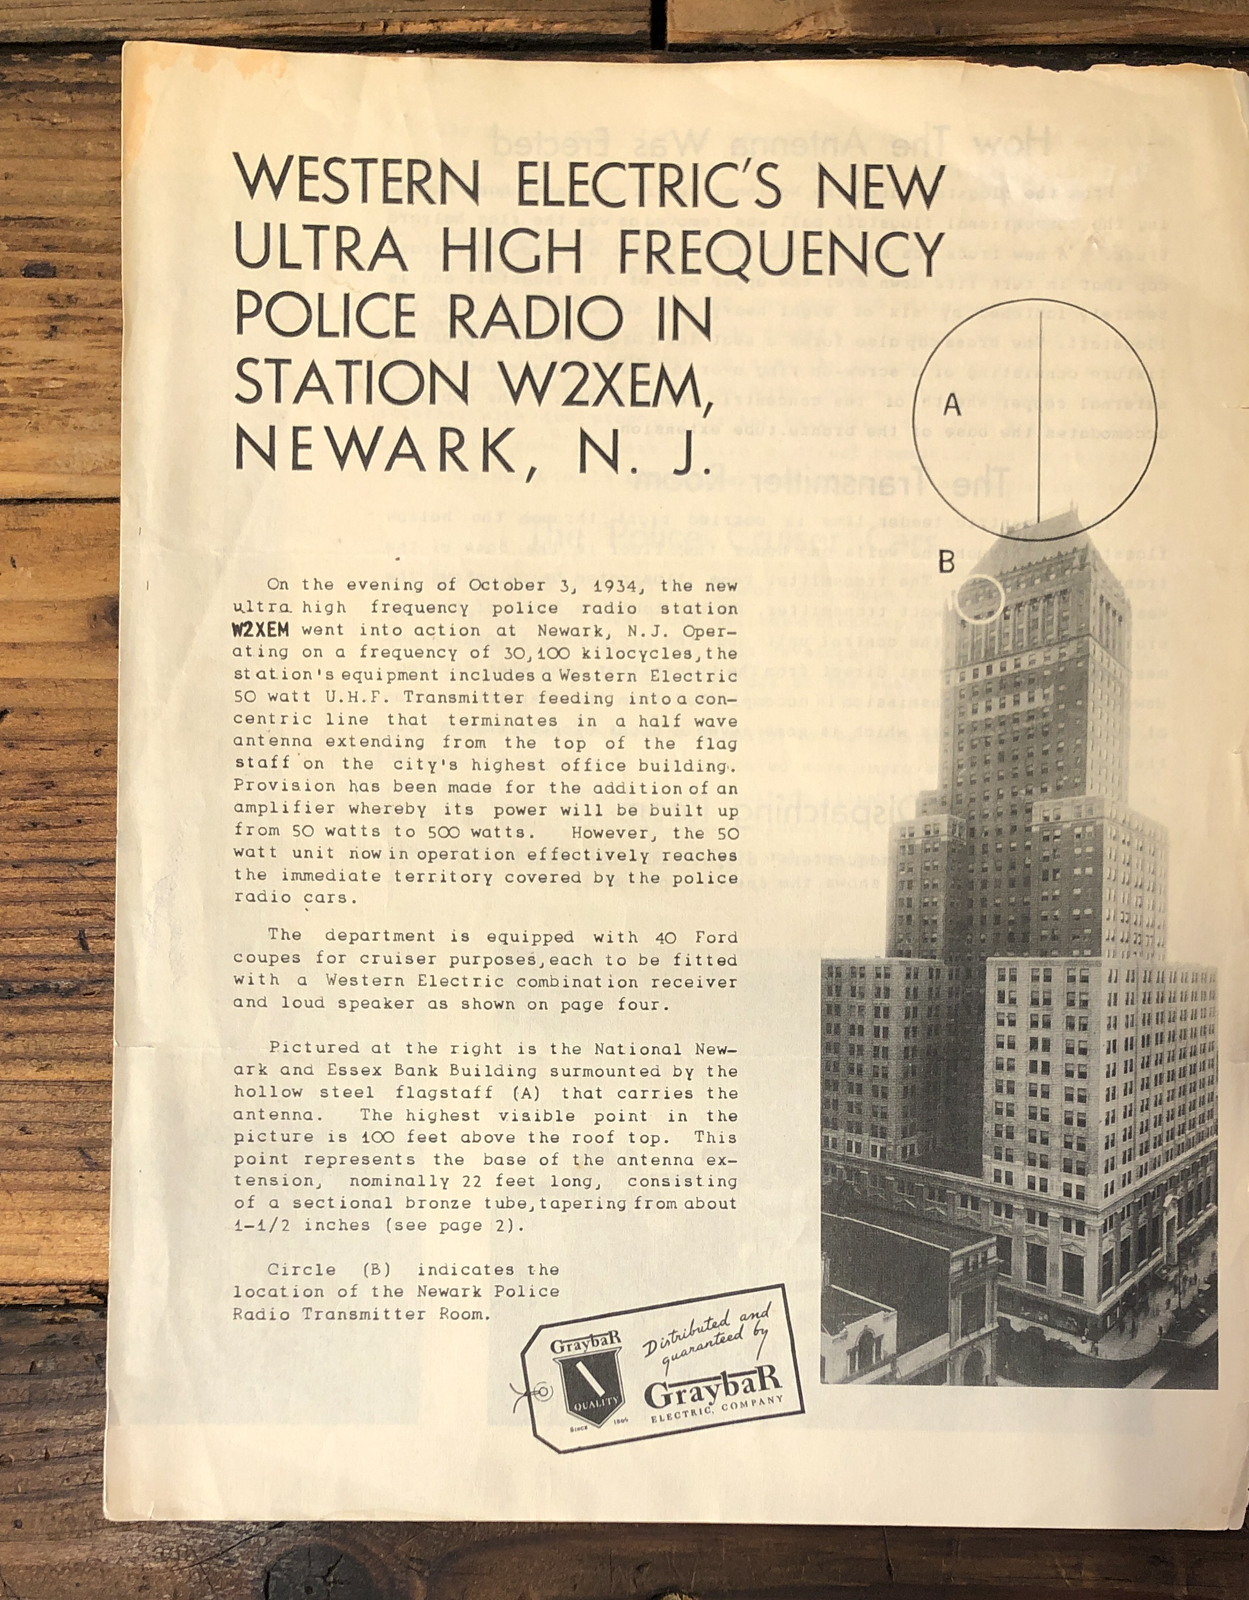 WESTERN ELECTRIC'S NEW
ULTRA HIGH FREQUENCY
POLICE RADIO IN
STATION W2XEM,
NEWARK, N. J.
A
B
On the evening of October 3, 1934, the new
ultra high frequency police radio station
W2XEM went into action at Newark, N.J. Oper-
ating on a frequency of 30,100 kilocycles, the
station's equipment includes a Western Electric
50 watt U.H.F. Transmitter feeding into a con-
centric line that terminates in a half wave
antenna extending from the top of the flag
staff on the city's highest office building.
Provision has been made for the addition of an
amplifier whereby its power will be built up
from 50 watts to 500 watts. However, the 50
watt unit now in operation effectively reaches
the immediate territory covered by the police
radio cars.
The department is equipped with 40 Ford
coupes for cruiser purposes, each to be fitted
with a Western Electric combination receiver
and loud speaker as shown on page four.
Pictured at the right is the National New-
ark and Essex Bank Building surmounted by the
hollow steel flagstaff (A) that carries the
antenna. The highest visible point in the
picture is 100 feet above the roof top. This
point represents the base of the antenna ex-
tension, nominally 22 feet long, consisting
of a sectional bronze tube, tapering from about
1-1/2 inches (see page 2).
Circle (B) indicates the
location of the Newark Police
Radio Transmitter Room.
GraybaR
QUALITY
SINCE 1869
Distributed and
guaranteed by
GraybaR
ELECTRIC COMPANY